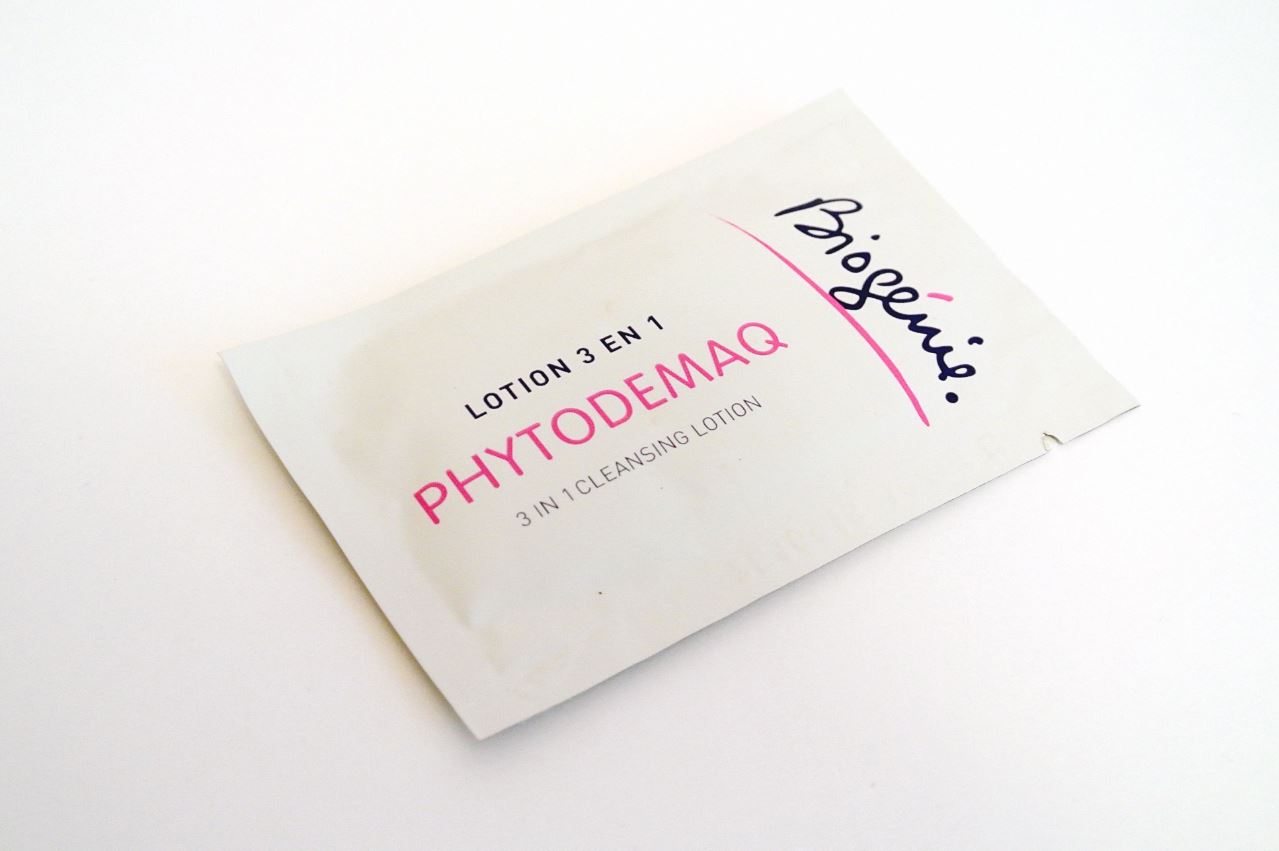 Biogénie.
LOTION 3 EN 1
PHYTODEMAQ
3 IN 1 CLEANSING LOTION